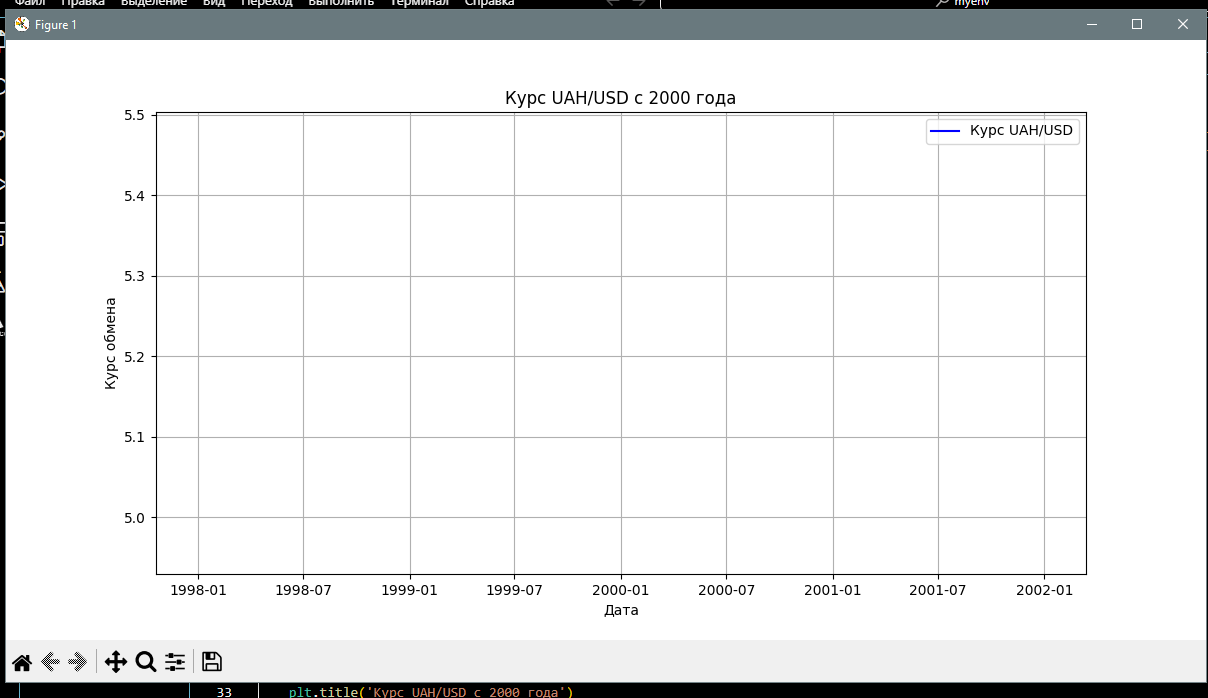 Файл Правка Выделение Вид Переход Выполнить Терминал Справка myenv
Figure 1
Курс UAH/USD с 2000 года
Курс UAH/USD
5.5
5.4
5.3
5.2
5.1
5.0
Курс обмена
1998-01 1998-07 1999-01 1999-07 2000-01 2000-07 2001-01 2001-07 2002-01
Дата
33 plt.title('Курс UAH/USD с 2000 года')